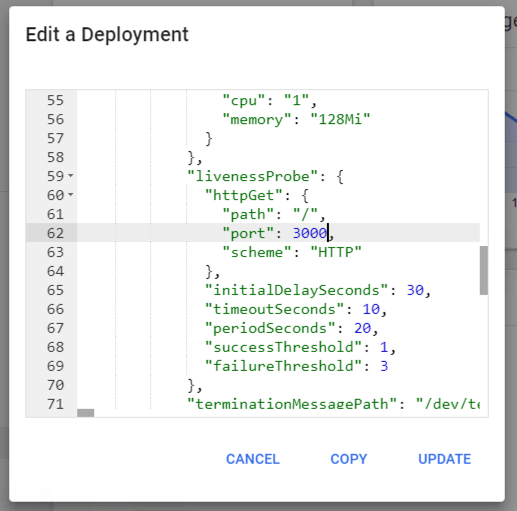 Edit a Deployment
55 "cpu": "1",
56 "memory": "128Mi"
57 }
58 },
59 "livenessProbe": {
60 "httpGet": {
61 "path": "/",
62 "port": 3000,
63 "scheme": "HTTP"
64 },
65 "initialDelaySeconds": 30,
66 "timeoutSeconds": 10,
67 "periodSeconds": 20,
68 "successThreshold": 1,
69 "failureThreshold": 3
70 },
71 "terminationMessagePath": "/dev/te
CANCEL COPY UPDATE